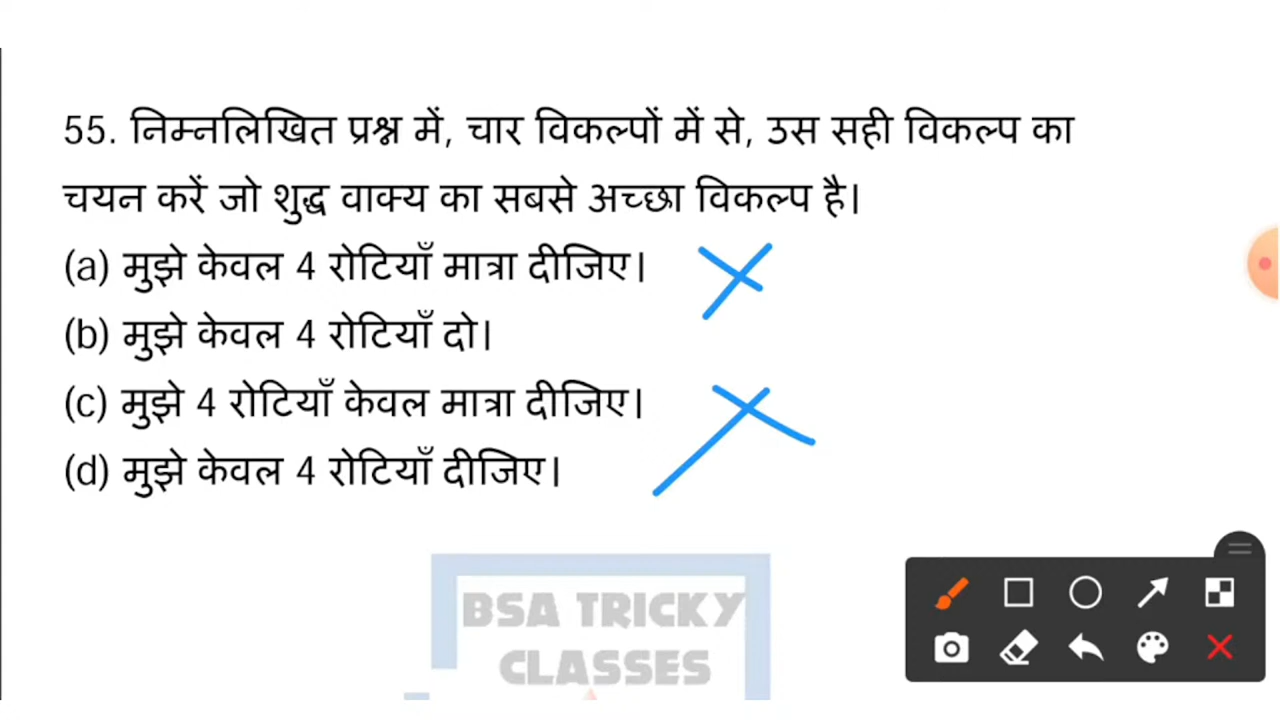 55. निम्नलिखित प्रश्न में, चार विकल्पों में से, उस सही विकल्प का
चयन करें जो शुद्ध वाक्य का सबसे अच्छा विकल्प है।
(a) मुझे केवल 4 रोटियाँ मात्रा दीजिए।
(b) मुझे केवल 4 रोटियाँ दो।
(c) मुझे 4 रोटियाँ केवल मात्रा दीजिए।
(d) मुझे केवल 4 रोटियाँ दीजिए।
BSA TRICKY
CLASSES